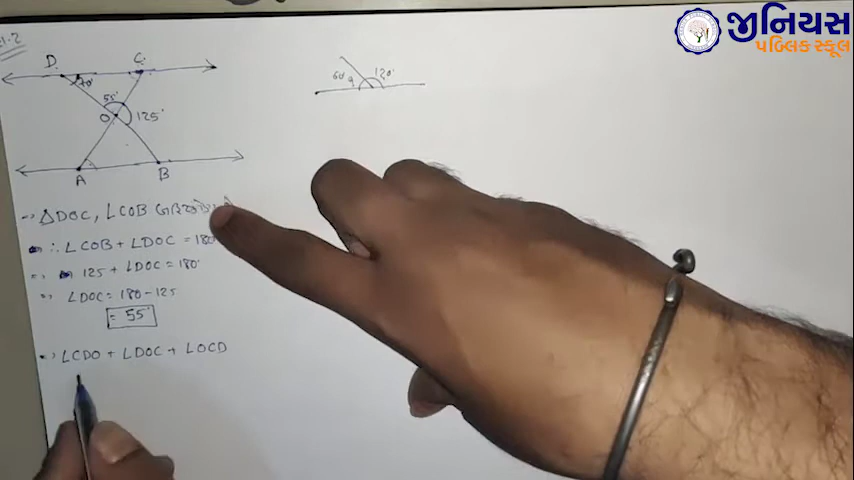 જીનિયસ
પબ્લિક સ્કૂલ
D C
70°
55°
O 125°
A B
60 a 120°
→ △DOC, ∠COB
∴ ∠COB + ∠DOC = 180
∴ 125 + ∠DOC = 180°
∴ ∠DOC = 180 - 125
= 55°
→ ∠CDO + ∠DOC + ∠OCD